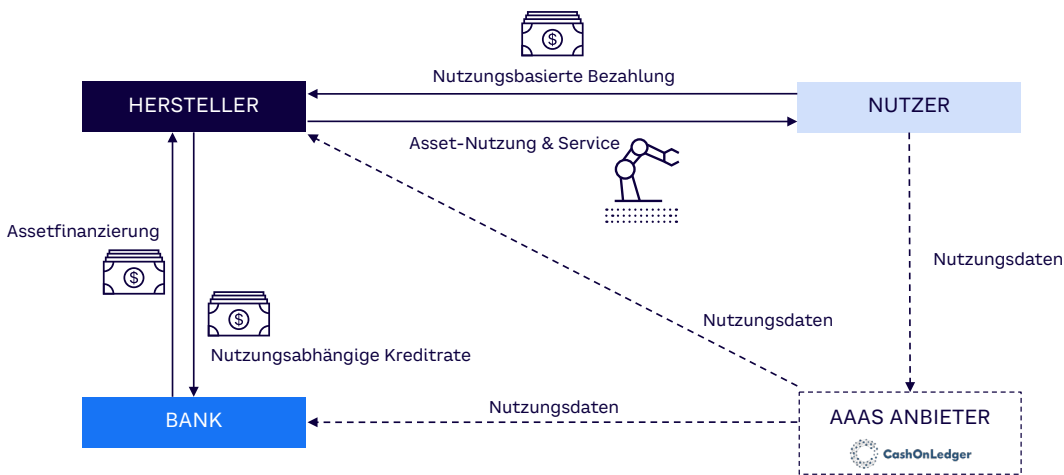 Nutzungsbasierte Bezahlung
HERSTELLER
NUTZER
Asset-Nutzung & Service
Assetfinanzierung
Nutzungsdaten
Nutzungsdaten
Nutzungsabhängige Kreditrate
Nutzungsdaten
BANK
AAAS ANBIETER
CashOnLedger